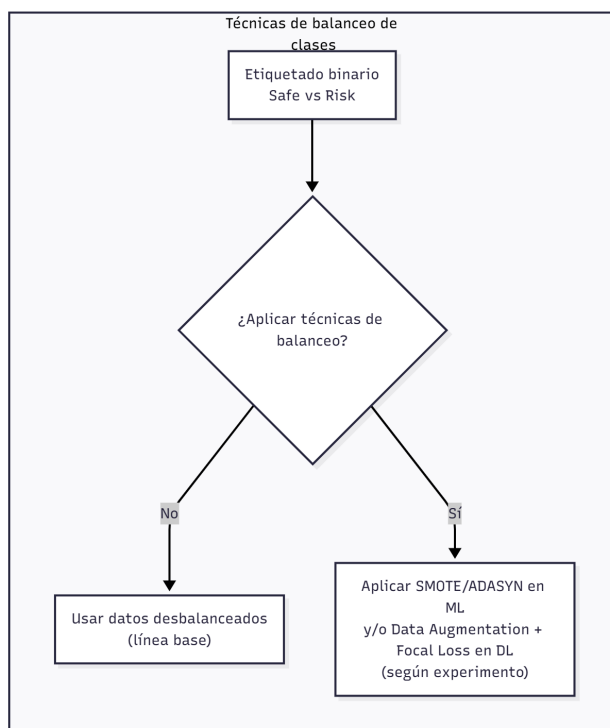 Técnicas de balanceo de
clases
Etiquetado binario
Safe vs Risk
¿Aplicar técnicas de
balanceo?
No
Sí
Usar datos desbalanceados
(línea base)
Aplicar SMOTE/ADASYN en
ML
y/o Data Augmentation +
Focal Loss en DL
(según experimento)